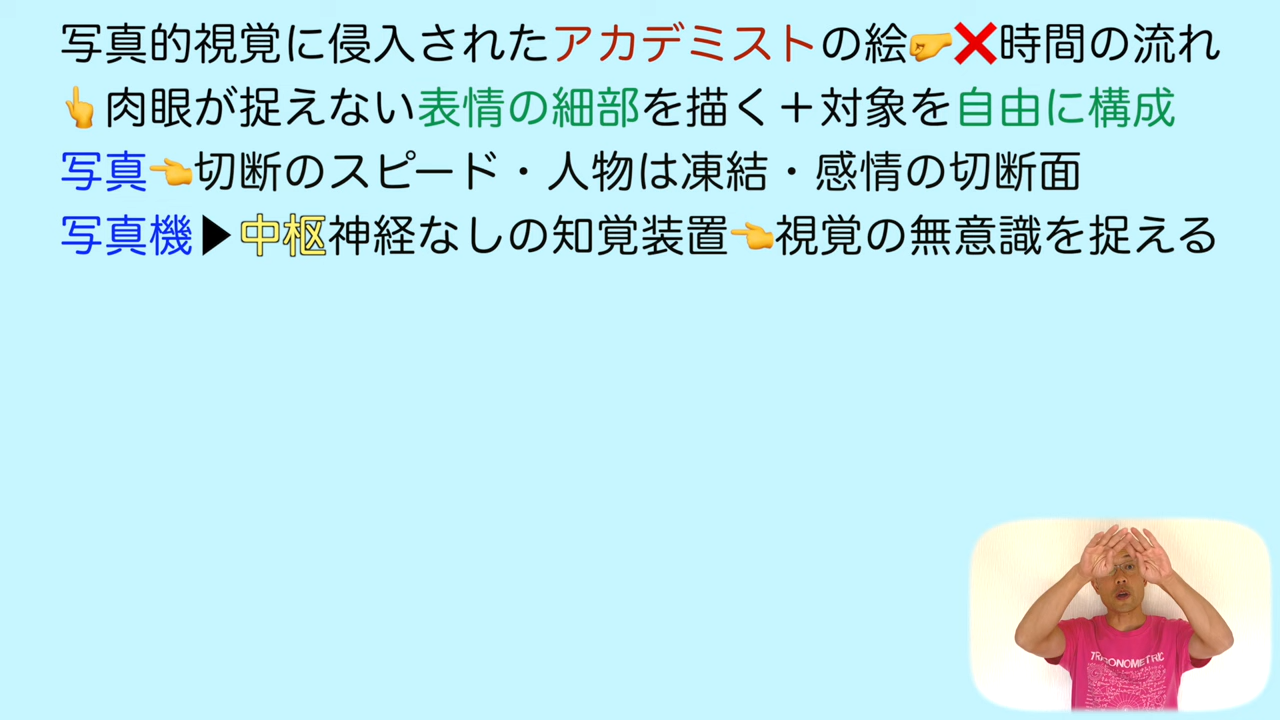 写真的視覚に侵入されたアカデミストの絵👉❌時間の流れ
👆肉眼が捉えない表情の細部を描く＋対象を自由に構成
写真👈切断のスピード・人物は凍結・感情の切断面
写真機▶中枢神経なしの知覚装置👈視覚の無意識を捉える
TRIGONOMETRIC